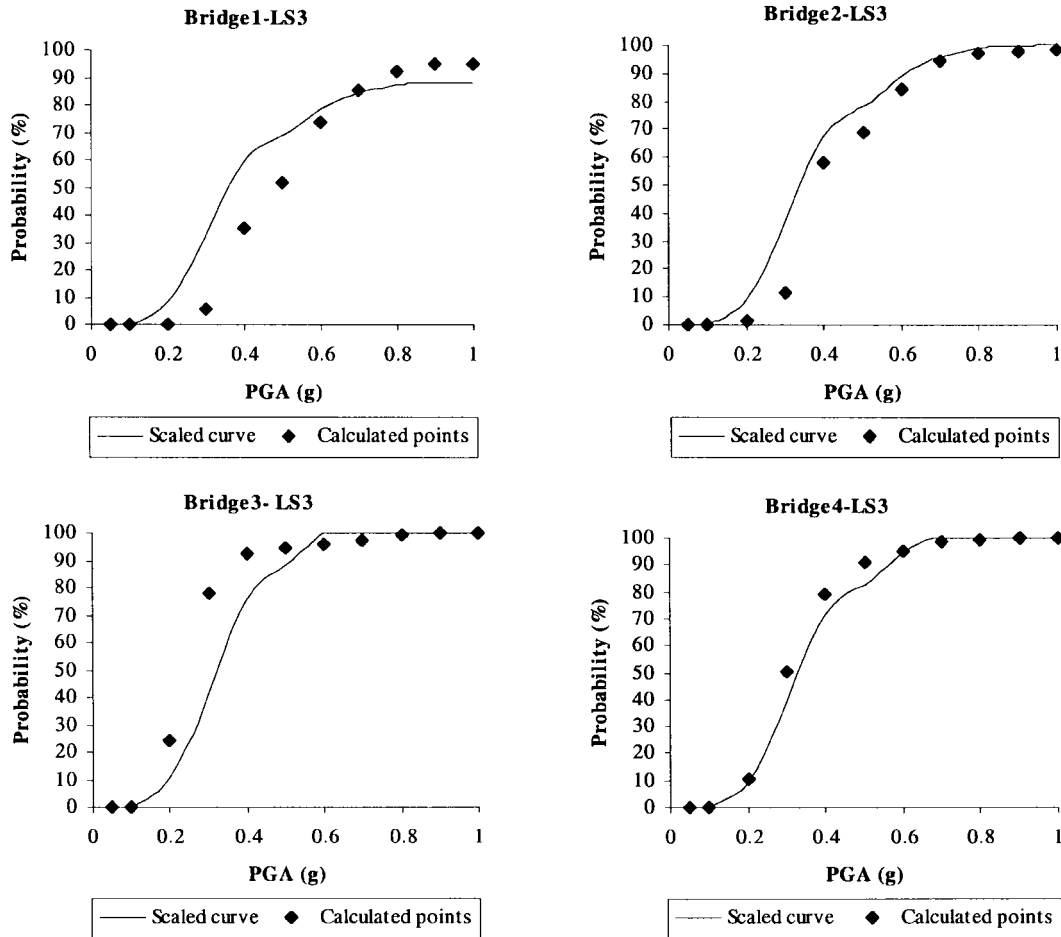 Bridge1-LS3
100
90
80
70
60
50
40
30
20
10
0
Probability (%)
0 0.2 0.4 0.6 0.8 1
PGA (g)
Scaled curve Calculated points
Bridge2-LS3
100
90
80
70
60
50
40
30
20
10
0
Probability (%)
0 0.2 0.4 0.6 0.8 1
PGA (g)
Scaled curve Calculated points
Bridge3- LS3
100
90
80
70
60
50
40
30
20
10
0
Probability (%)
0 0.2 0.4 0.6 0.8 1
PGA (g)
Scaled curve Calculated points
Bridge4-LS3
100
90
80
70
60
50
40
30
20
10
0
Probability (%)
0 0.2 0.4 0.6 0.8 1
PGA (g)
Scaled curve Calculated points